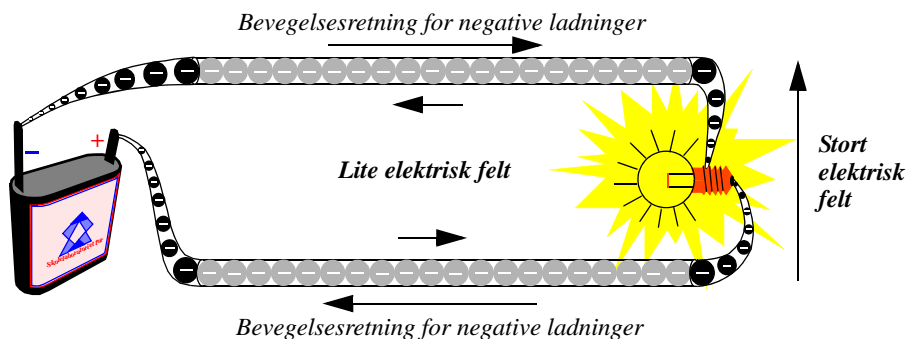 Bevegelsesretning for negative ladninger
Lite elektrisk felt
Stort
elektrisk
felt
Bevegelsesretning for negative ladninger